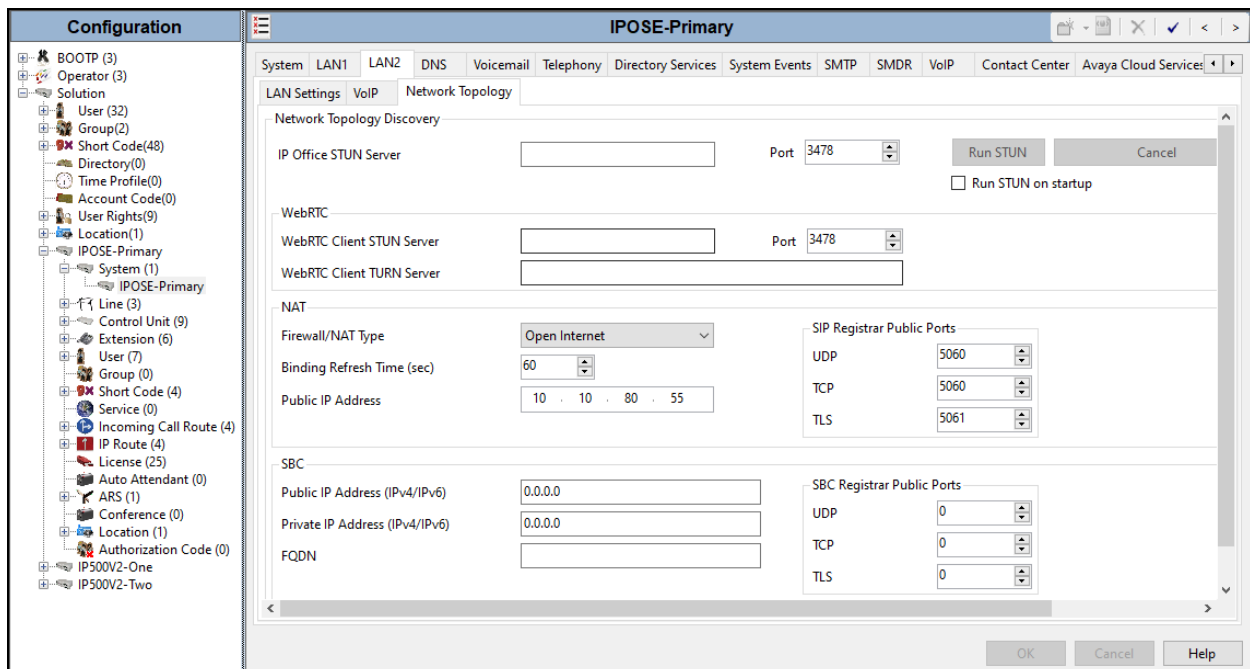 Configuration
BOOTP (3)
Operator (3)
Solution
User (32)
Group(2)
Short Code(48)
Directory(0)
Time Profile(0)
Account Code(0)
User Rights(9)
Location(1)
IPOSE-Primary
System (1)
IPOSE-Primary
Line (3)
Control Unit (9)
Extension (6)
User (7)
Group (0)
Short Code (4)
Service (0)
Incoming Call Route (4)
IP Route (4)
License (25)
Auto Attendant (0)
ARS (1)
Conference (0)
Location (1)
Authorization Code (0)
IP500V2-One
IP500V2-Two
IPOSE-Primary
System LAN1 LAN2 DNS Voicemail Telephony Directory Services System Events SMTP SMDR VoIP Contact Center Avaya Cloud Services
LAN Settings VoIP Network Topology
Network Topology Discovery
IP Office STUN Server Port 3478 Run STUN Cancel
Run STUN on startup
WebRTC
WebRTC Client STUN Server Port 3478
WebRTC Client TURN Server
NAT
Firewall/NAT Type Open Internet
Binding Refresh Time (sec) 60
Public IP Address 10 . 10 . 80 . 55
SIP Registrar Public Ports
UDP 5060
TCP 5060
TLS 5061
SBC
Public IP Address (IPv4/IPv6) 0.0.0.0
Private IP Address (IPv4/IPv6) 0.0.0.0
FQDN
SBC Registrar Public Ports
UDP 0
TCP 0
TLS 0
OK Cancel Help